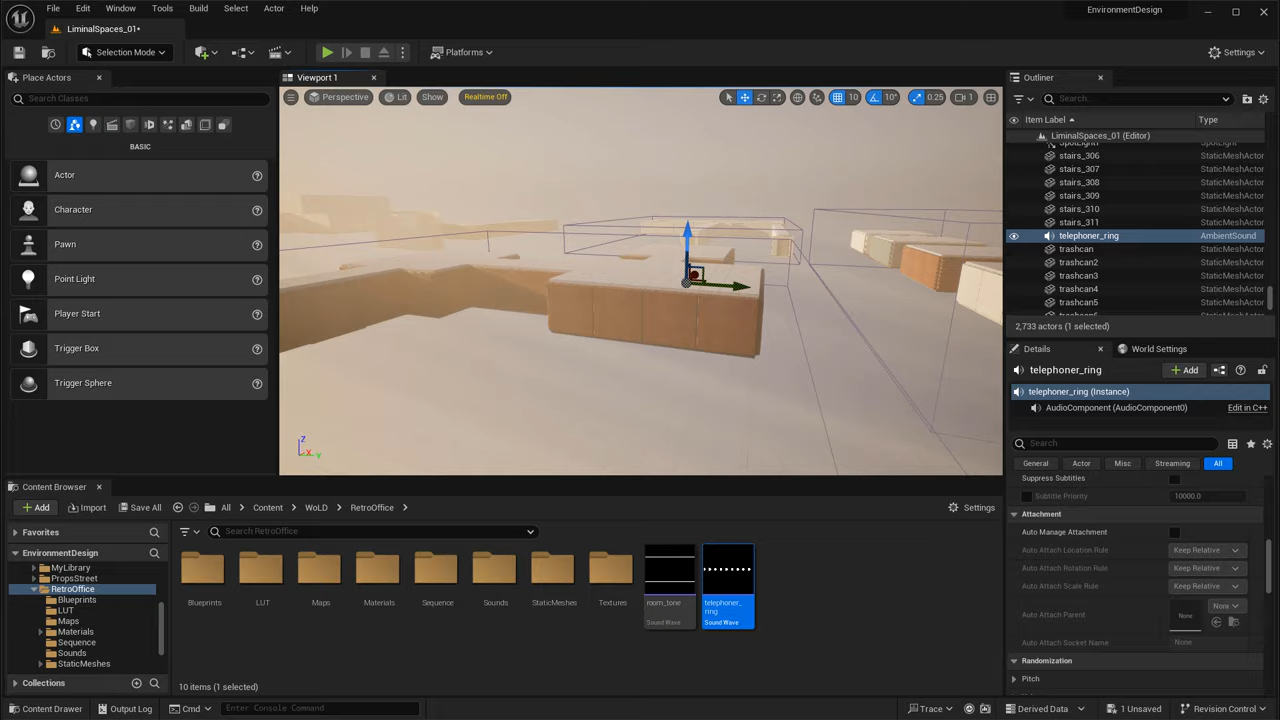 File Edit Window Tools Build Select Actor Help
EnvironmentDesign
LiminalSpaces_01*
Selection Mode
Platforms
Settings
Place Actors
Search Classes
BASIC
Actor
Character
Pawn
Point Light
Player Start
Trigger Box
Trigger Sphere
Viewport 1
Perspective Lit Show Realtime Off 10 10° 0.25 1
Z
X
Y
Outliner
Search...
Item Label Type
LiminalSpaces_01 (Editor)
SpotLight1 SpotLight
stairs_306 StaticMeshActor
stairs_307 StaticMeshActor
stairs_308 StaticMeshActor
stairs_309 StaticMeshActor
stairs_310 StaticMeshActor
stairs_311 StaticMeshActor
telephoner_ring AmbientSound
trashcan StaticMeshActor
trashcan2 StaticMeshActor
trashcan3 StaticMeshActor
trashcan4 StaticMeshActor
trashcan5 StaticMeshActor
2,733 actors (1 selected)
Details World Settings
telephoner_ring Add
telephoner_ring (Instance)
AudioComponent (AudioComponent0) Edit in C++
Search
General Actor Misc Streaming All
Suppress Subtitles
Subtitle Priority 10000.0
Attachment
Auto Manage Attachment
Auto Attach Location Rule Keep Relative
Auto Attach Rotation Rule Keep Relative
Auto Attach Scale Rule Keep Relative
Auto Attach Parent None
Auto Attach Socket Name None
Randomization
Pitch
Content Browser
Add Import Save All All Content WoLD RetroOffice Settings
Favorites
EnvironmentDesign
MyLibrary
PropsStreet
RetroOffice
Blueprints
LUT
Maps
Materials
Sequence
Sounds
StaticMeshes
Collections
Search RetroOffice
Blueprints LUT Maps Materials Sequence Sounds StaticMeshes Textures
room_tone
Sound Wave
telephoner_
ring
Sound Wave
10 items (1 selected)
Content Drawer Output Log Cmd Enter Console Command Trace Derived Data 1 Unsaved Revision Control